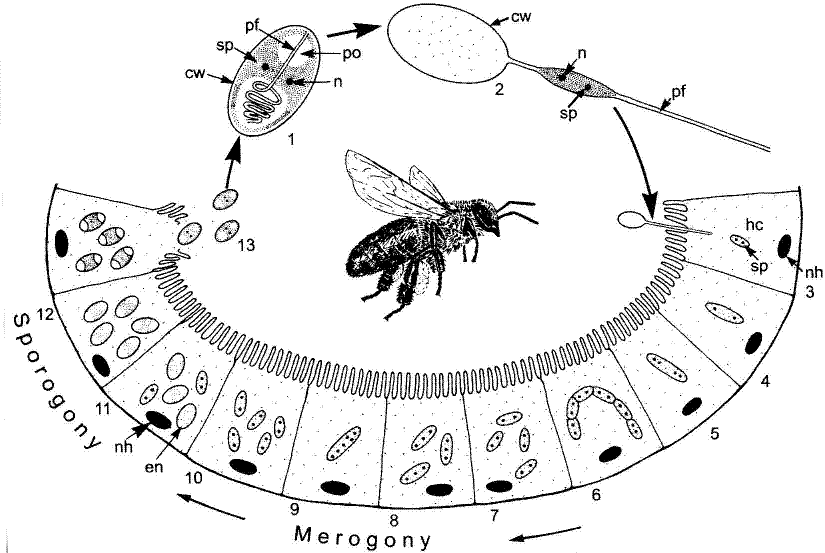 pf
sp
po
cw
n
1
cw
n
2
sp
pf
13
hc
sp
nh
3
12
4
11
5
nh
en
10
6
9
8
7
Sporogony
Merogony